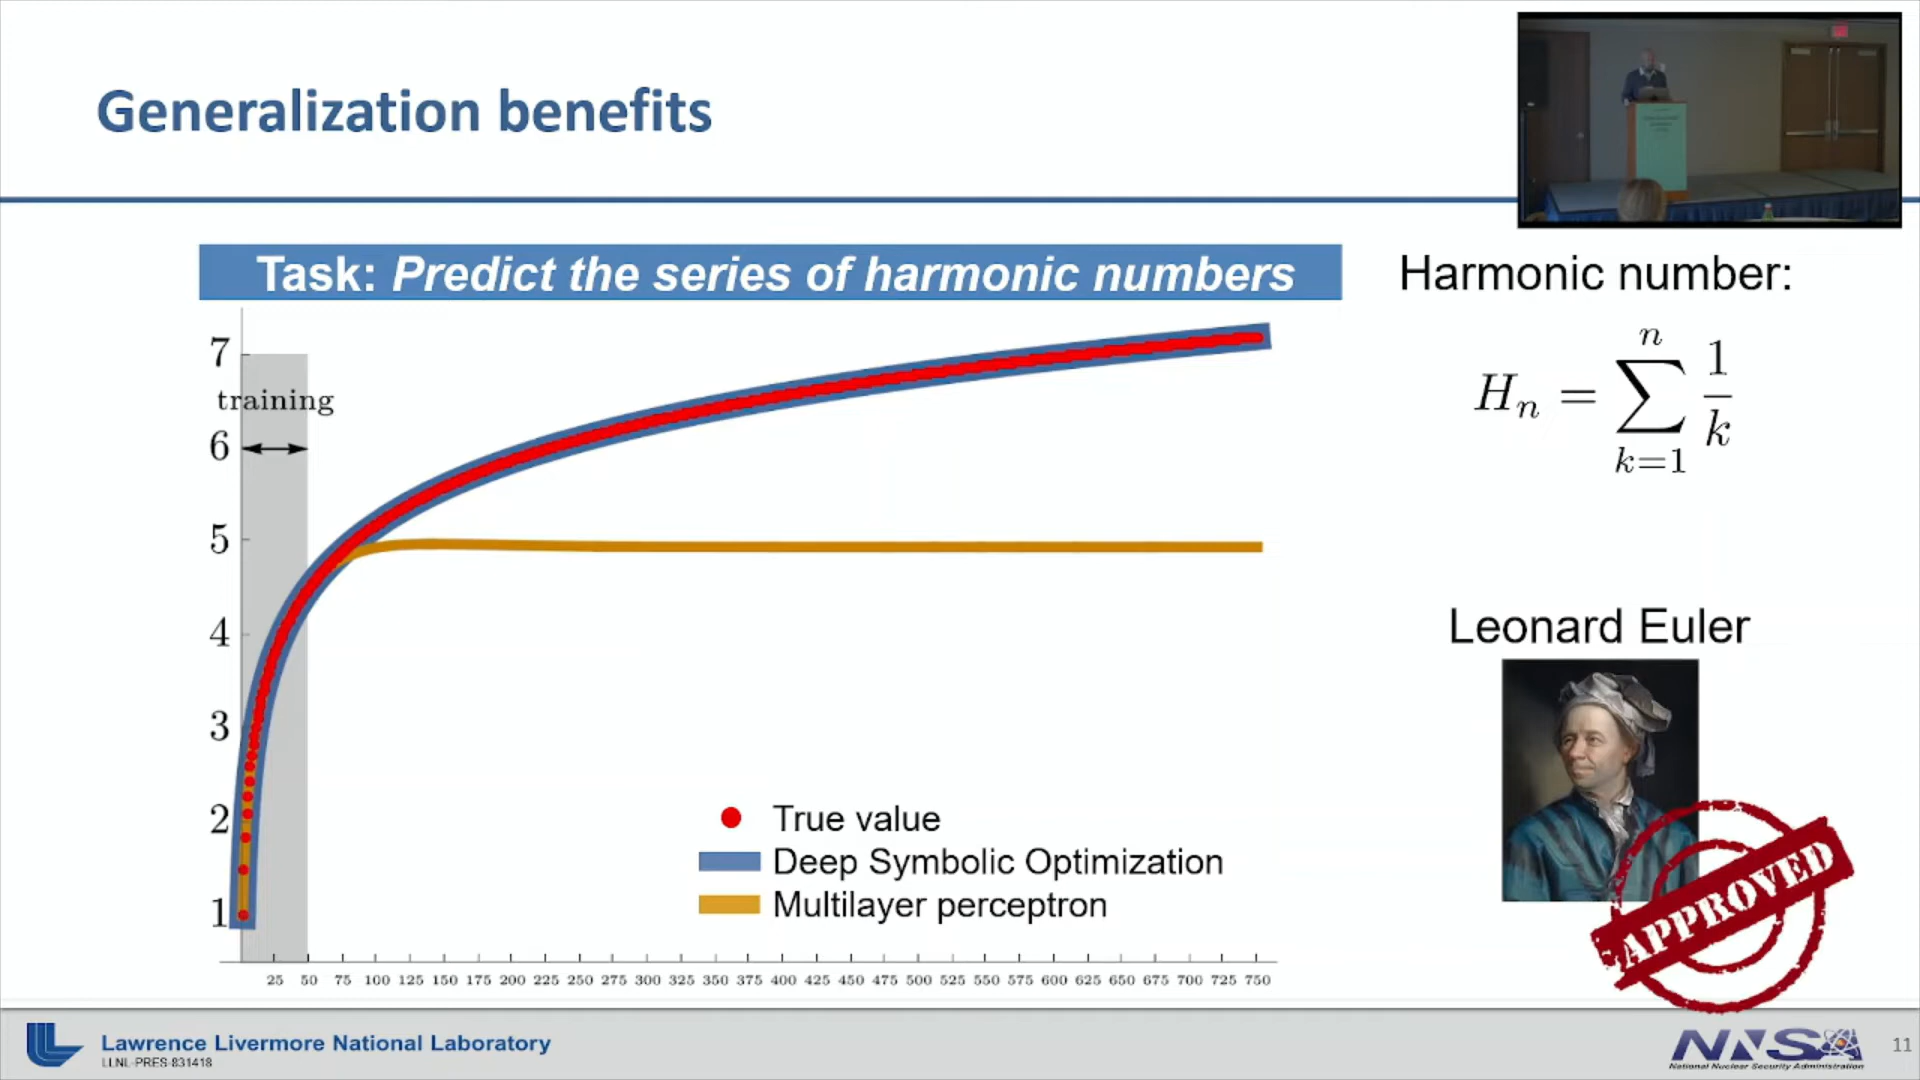 Generalization benefits
Task: Predict the series of harmonic numbers
Harmonic number:
H_n = \sum_{k=1}^{n} \frac{1}{k}
7
training
6
5
4
3
2
1
True value
Deep Symbolic Optimization
Multilayer perceptron
25 50 75 100 125 150 175 200 225 250 275 300 325 350 375 400 425 450 475 500 525 550 575 600 625 650 675 700 725 750
Leonard Euler
APPROVED
Lawrence Livermore National Laboratory
LLNL-PRES-831418
NNSA
National Nuclear Security Administration
11